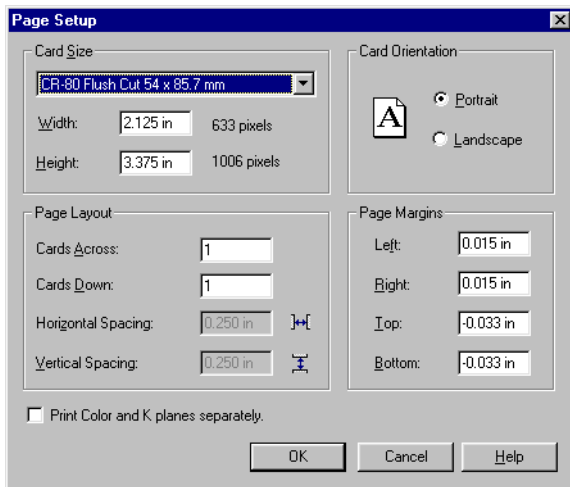 Page Setup
Card Size
CR-80 Flush Cut 54 x 85.7 mm
Width: 2.125 in 633 pixels
Height: 3.375 in 1006 pixels
Card Orientation
A
Portrait
Landscape
Page Layout
Cards Across: 1
Cards Down: 1
Horizontal Spacing: 0.250 in
Vertical Spacing: 0.250 in
Page Margins
Left: 0.015 in
Right: 0.015 in
Top: -0.033 in
Bottom: -0.033 in
Print Color and K planes separately.
OK Cancel Help